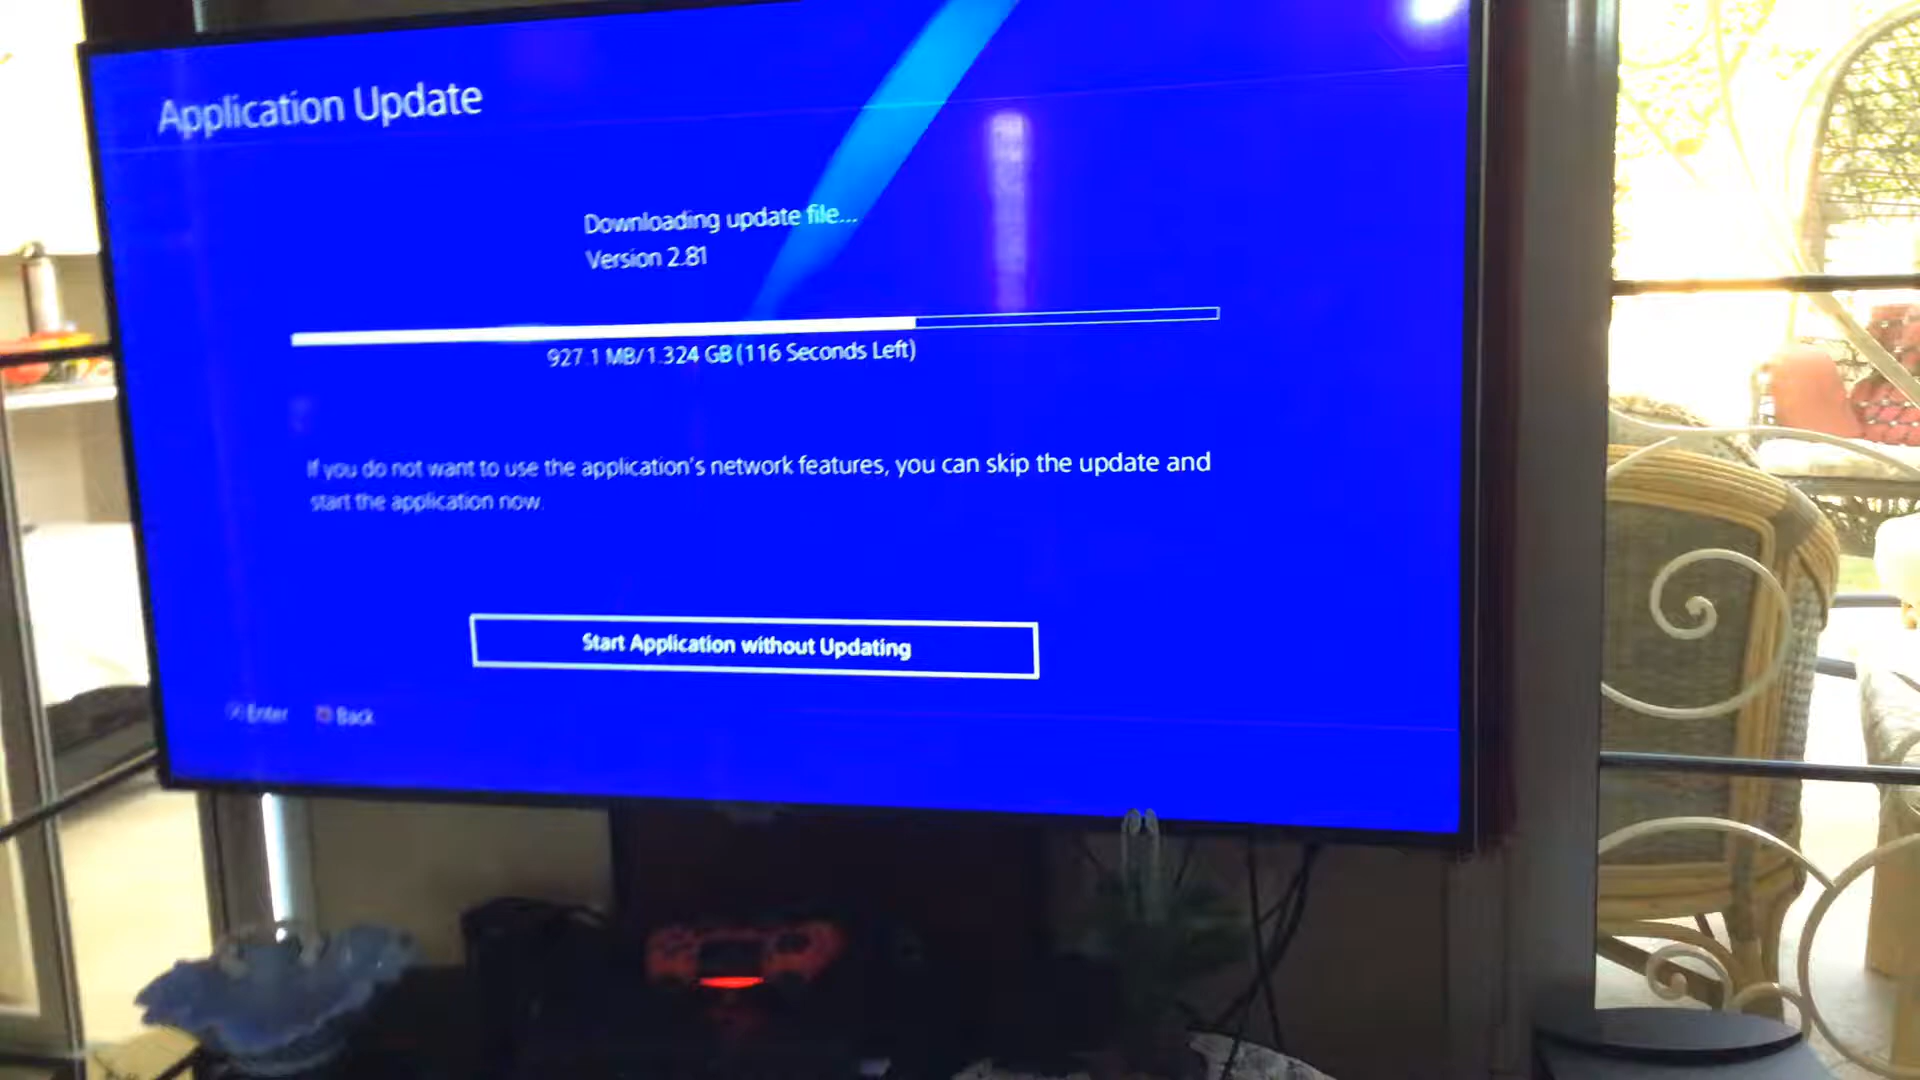 Application Update
Downloading update file...
Version 2.81
927.1 MB/1.324 GB (116 Seconds Left)
If you do not want to use the application's network features, you can skip the update and
start the application now.
Start Application without Updating
Enter Back